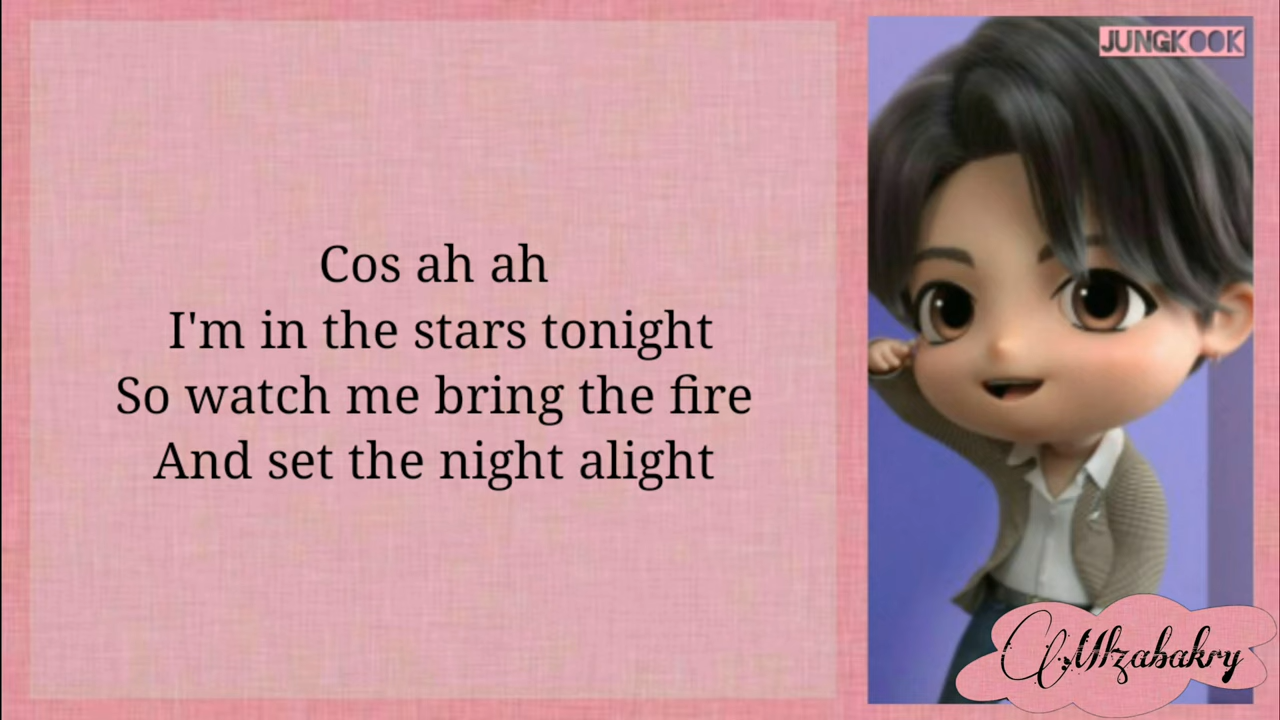 Cos ah ah
I'm in the stars tonight
So watch me bring the fire
And set the night alight
JUNGKOOK